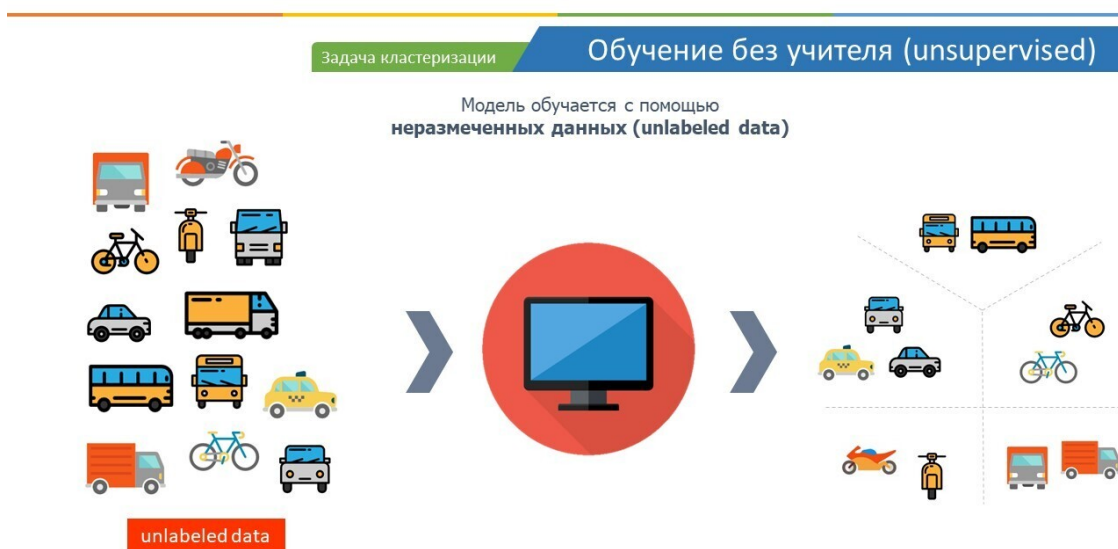 Задача кластеризации
Обучение без учителя (unsupervised)
Модель обучается с помощью
неразмеченных данных (unlabeled data)
unlabeled data